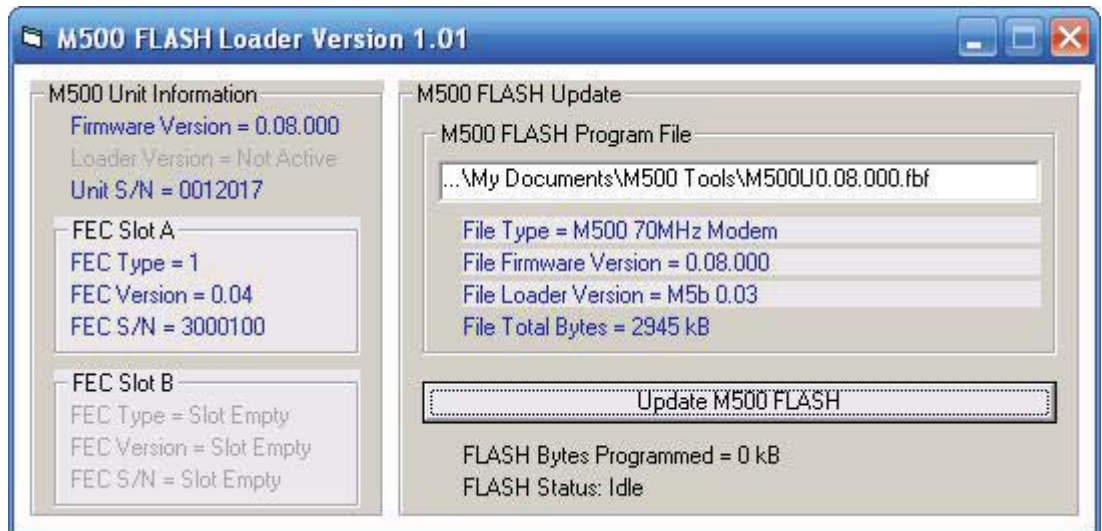 M500 FLASH Loader Version 1.01
M500 Unit Information
Firmware Version = 0.08.000
Loader Version = Not Active
Unit S/N = 0012017
FEC Slot A
FEC Type = 1
FEC Version = 0.04
FEC S/N = 3000100
FEC Slot B
FEC Type = Slot Empty
FEC Version = Slot Empty
FEC S/N = Slot Empty
M500 FLASH Update
M500 FLASH Program File
...\My Documents\M500 Tools\M500U0.08.000.fbf
File Type = M500 70MHz Modem
File Firmware Version = 0.08.000
File Loader Version = M5b 0.03
File Total Bytes = 2945 kB
Update M500 FLASH
FLASH Bytes Programmed = 0 kB
FLASH Status: Idle